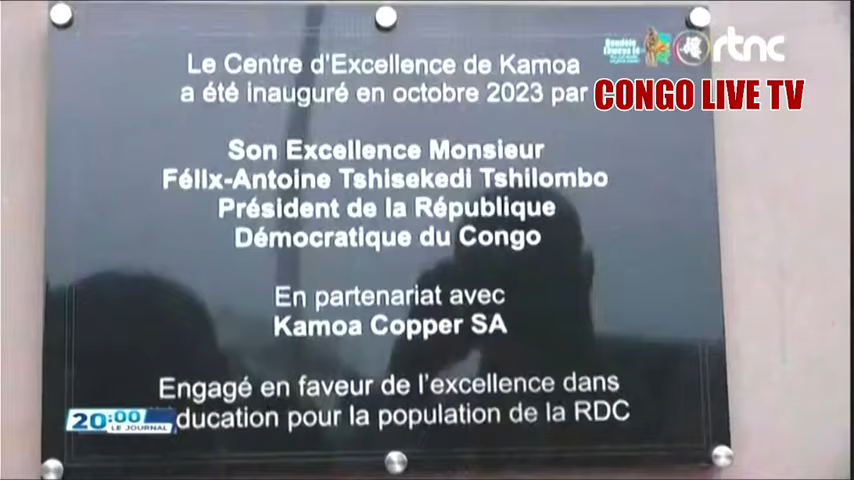 rtnc
CONGO LIVE TV
Le Centre d'Excellence de Kamoa
a été inauguré en octobre 2023 par
Son Excellence Monsieur
Félix-Antoine Tshisekedi Tshilombo
Président de la République
Démocratique du Congo
En partenariat avec
Kamoa Copper SA
Engagé en faveur de l'excellence dans
ducation pour la population de la RDC
20:00
LE JOURNAL